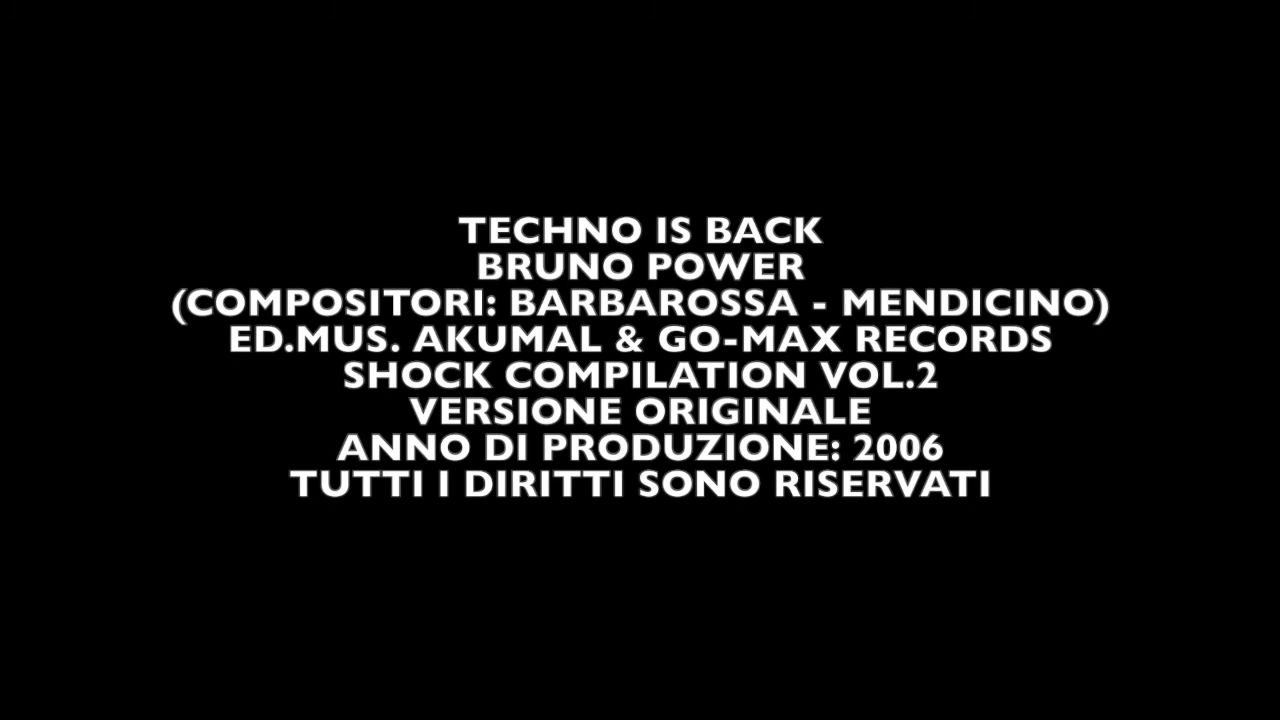 TECHNO IS BACK
BRUNO POWER
(COMPOSITORI: BARBAROSSA - MENDICINO)
ED.MUS. AKUMAL & GO-MAX RECORDS
SHOCK COMPILATION VOL.2
VERSIONE ORIGINALE
ANNO DI PRODUZIONE: 2006
TUTTI I DIRITTI SONO RISERVATI